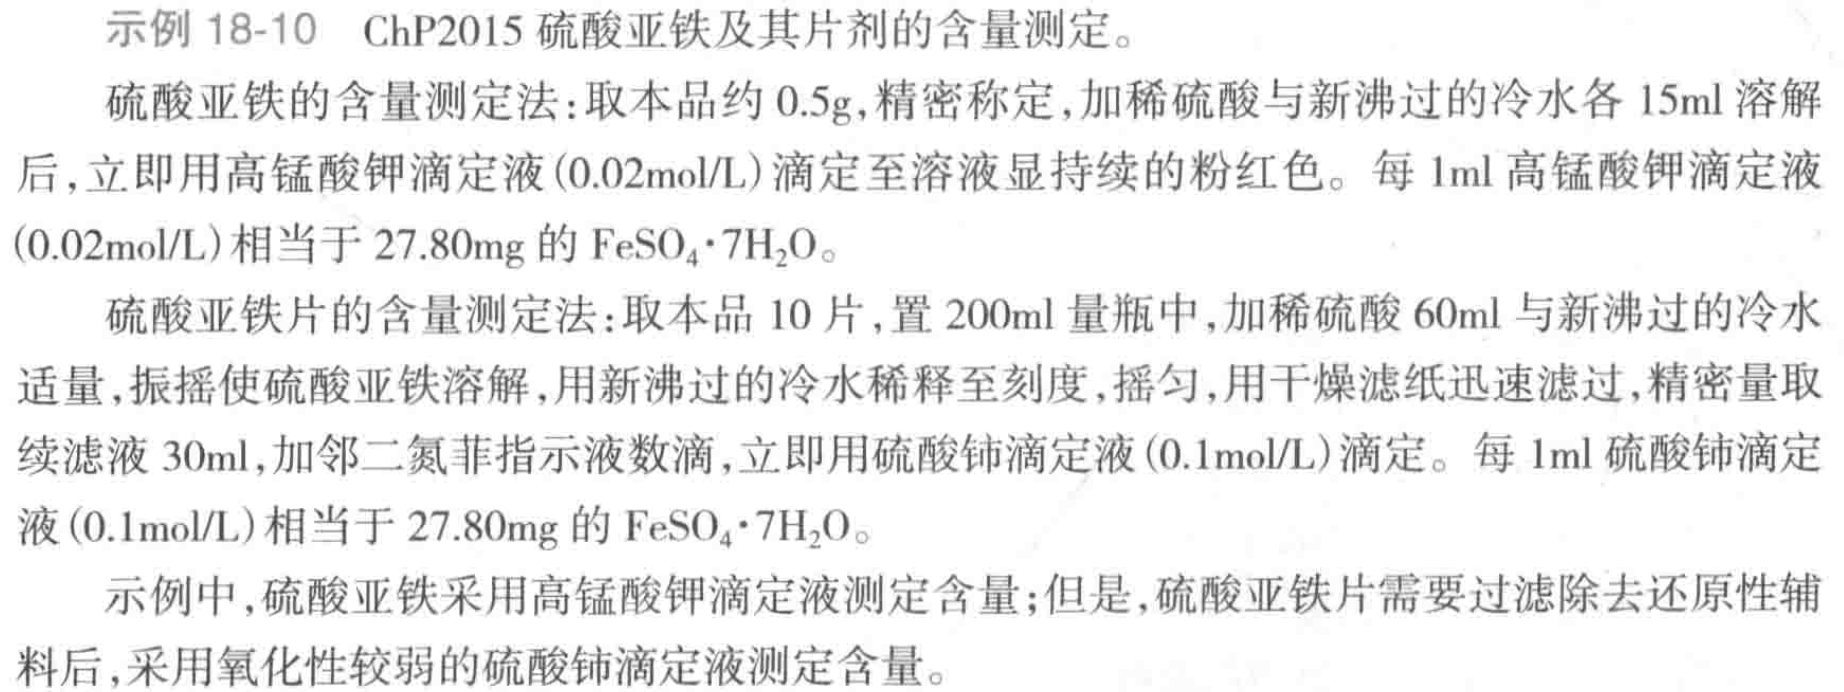 示例 18-10 ChP2015 硫酸亚铁及其片剂的含量测定。
硫酸亚铁的含量测定法:取本品约 0.5g,精密称定,加稀硫酸与新沸过的冷水各 15ml 溶解
后,立即用高锰酸钾滴定液(0.02mol/L)滴定至溶液显持续的粉红色。每 1ml 高锰酸钾滴定液
(0.02mol/L)相当于 27.80mg 的 FeSO₄·7H₂O。
硫酸亚铁片的含量测定法:取本品 10 片,置 200ml 量瓶中,加稀硫酸 60ml 与新沸过的冷水
适量,振摇使硫酸亚铁溶解,用新沸过的冷水稀释至刻度,摇匀,用干燥滤纸迅速滤过,精密量取
续滤液 30ml,加邻二氮菲指示液数滴,立即用硫酸铈滴定液(0.1mol/L)滴定。每 1ml 硫酸铈滴定
液(0.1mol/L)相当于 27.80mg 的 FeSO₄·7H₂O。
示例中,硫酸亚铁采用高锰酸钾滴定液测定含量;但是,硫酸亚铁片需要过滤除去还原性辅
料后,采用氧化性较弱的硫酸铈滴定液测定含量。